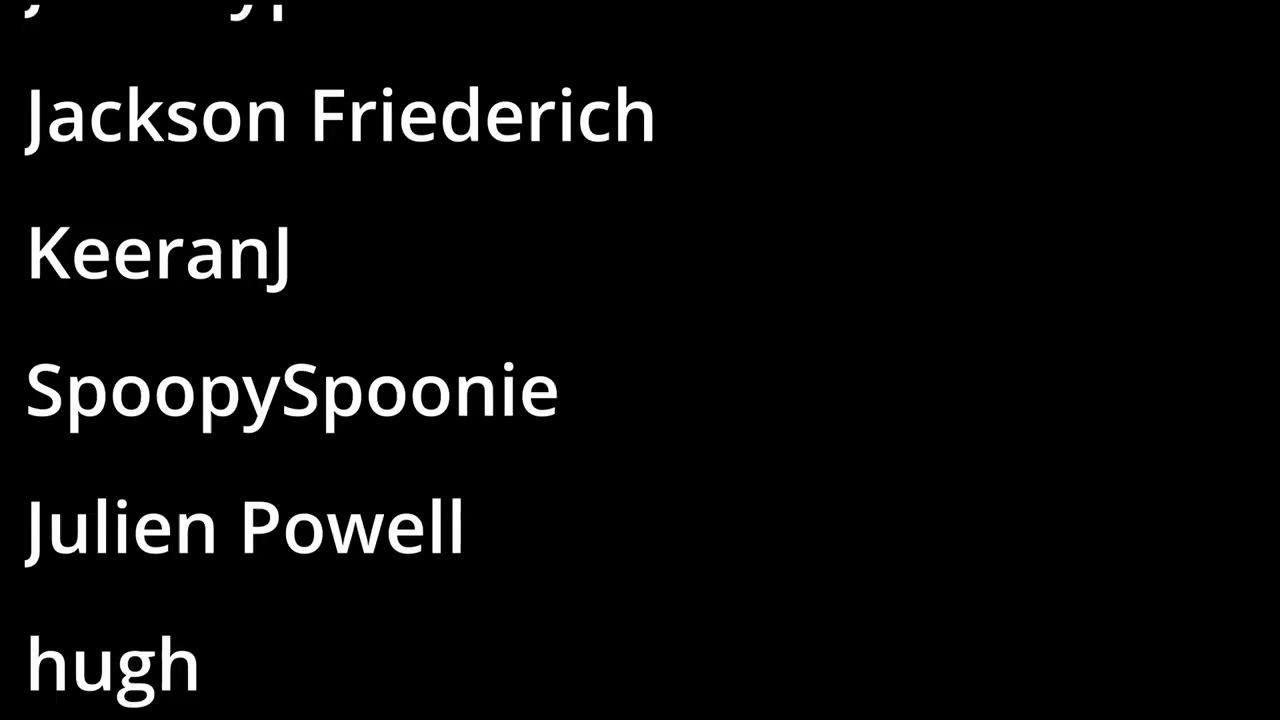 Jackson Friederich
KeeranJ
SpoopySpoonie
Julien Powell
hugh